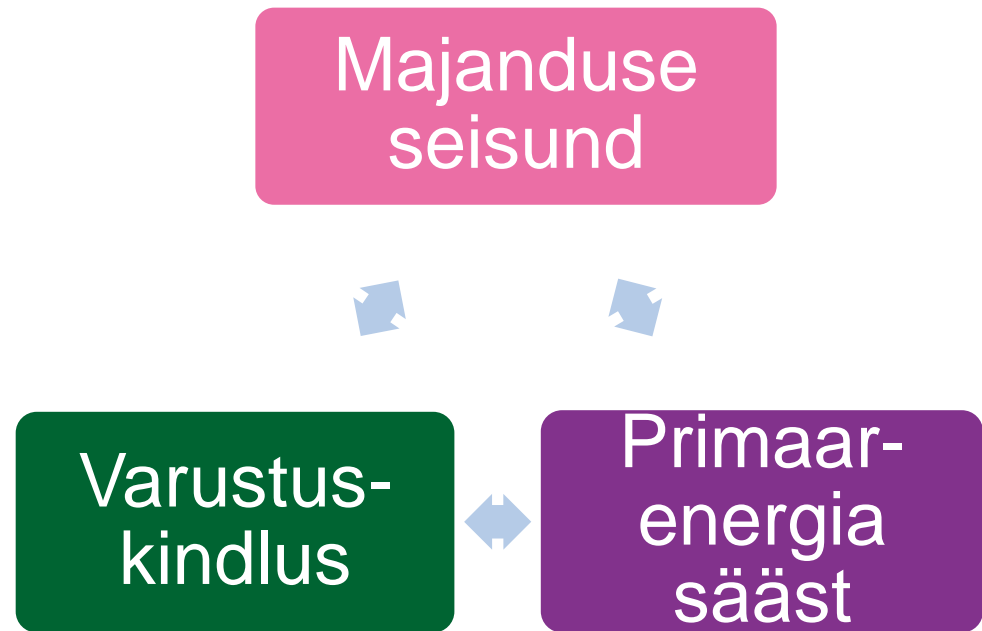 Majanduse
seisund
Varustus-
kindlus
Primaar-
energia
sääst